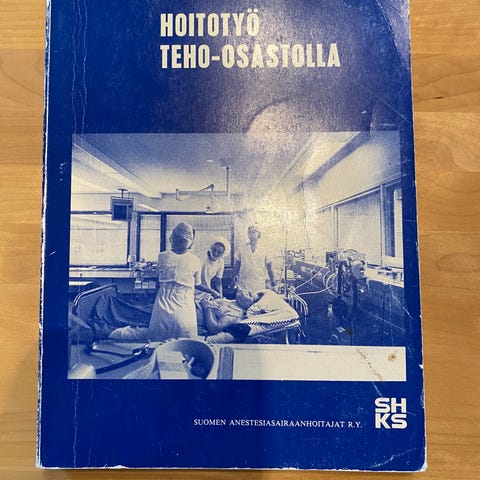 HOITOTYÖ
TEHO-OSASTOLLA
SUOMEN ANESTESIASAIRAANHOITAJAT R.Y.
SH
KS